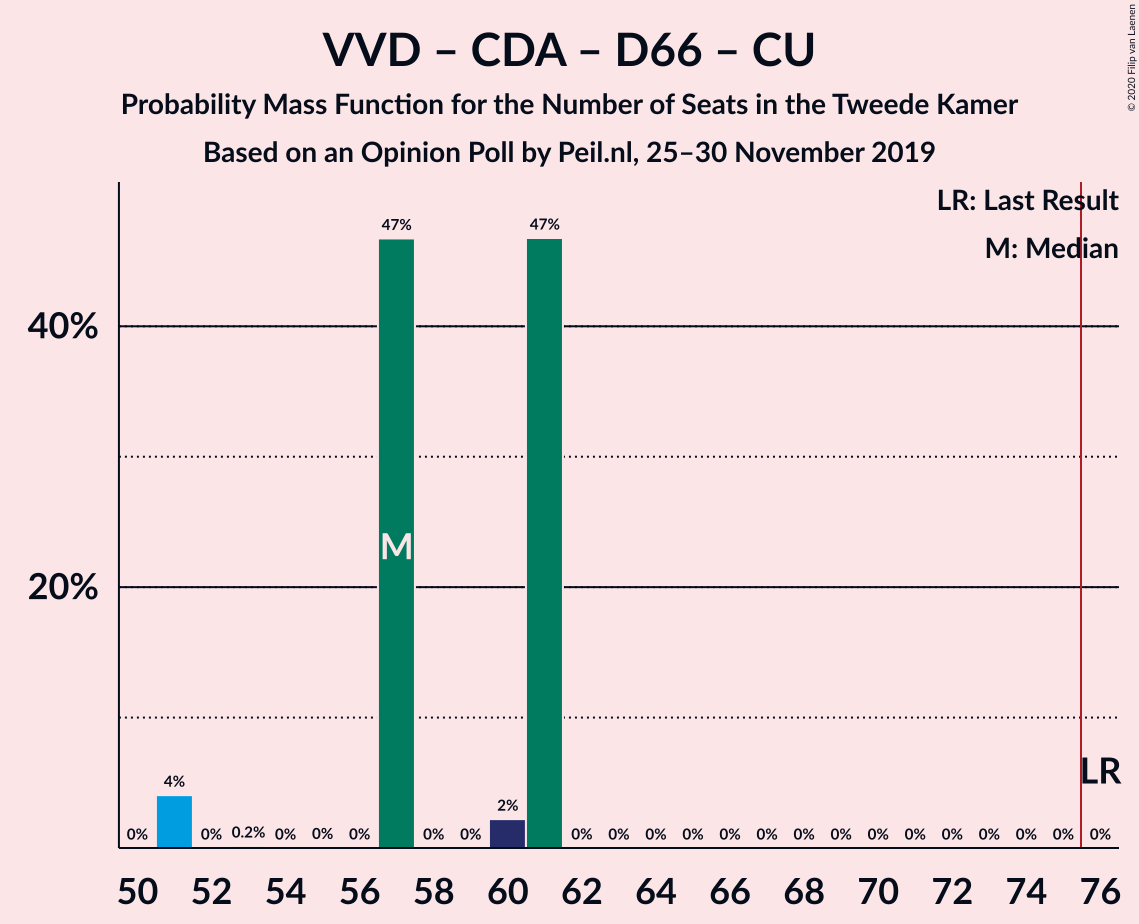 VVD – CDA – D66 – CU
Probability Mass Function for the Number of Seats in the Tweede Kamer
Based on an Opinion Poll by Peil.nl, 25–30 November 2019
© 2020 Filip van Laenen
LR: Last Result
M: Median
47% 47%
40%
M
20%
LR
4%
2%
0% 0% 0.2% 0% 0% 0% 0% 0% 0% 0% 0% 0% 0% 0% 0% 0% 0% 0% 0% 0% 0% 0% 0%
50 52 54 56 58 60 62 64 66 68 70 72 74 76